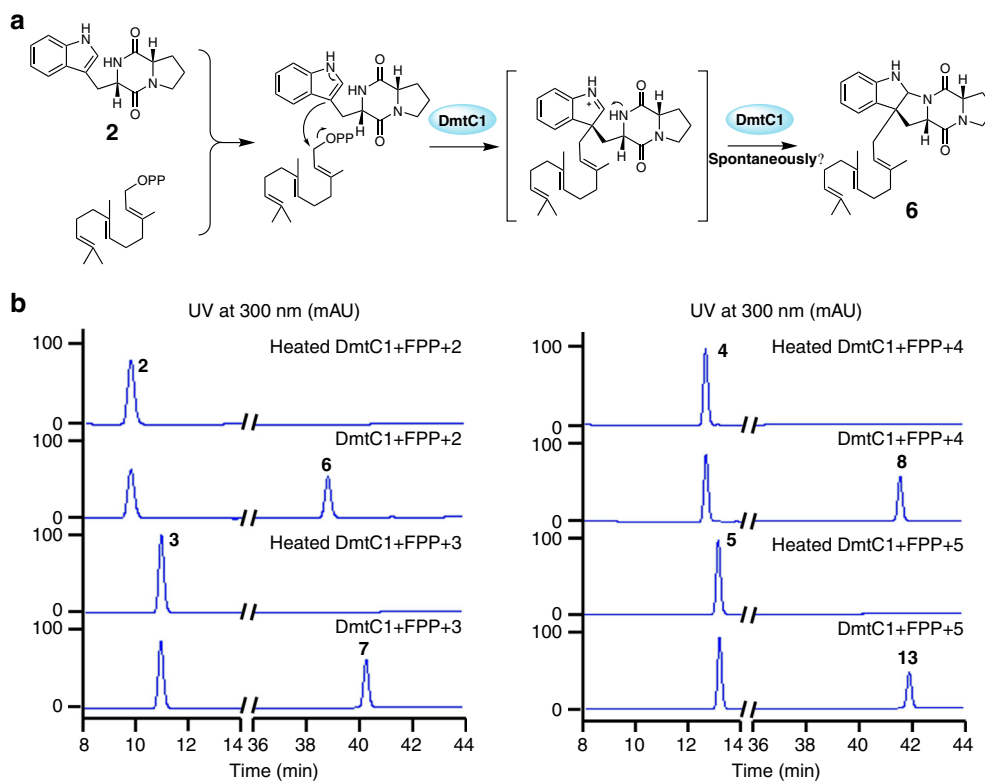 a
H
N
O
H
HN
N
H
O
2
OPP
H
N
O
H
HN
N
H
O
OPP
DmtC1
H
N
+
O
H
HN
N
H
O
DmtC1
Spontaneously?
H
N
O
H
N
N
H
O
6
b
UV at 300 nm (mAU)
100
0
Heated DmtC1+FPP+2
2
100
0
DmtC1+FPP+2
6
100
0
Heated DmtC1+FPP+3
3
100
0
DmtC1+FPP+3
7
8 10 12 14 36 40 42 44
Time (min)
UV at 300 nm (mAU)
100
0
Heated DmtC1+FPP+4
4
100
0
DmtC1+FPP+4
8
100
0
Heated DmtC1+FPP+5
5
100
0
DmtC1+FPP+5
13
8 10 12 14 36 40 42 44
Time (min)